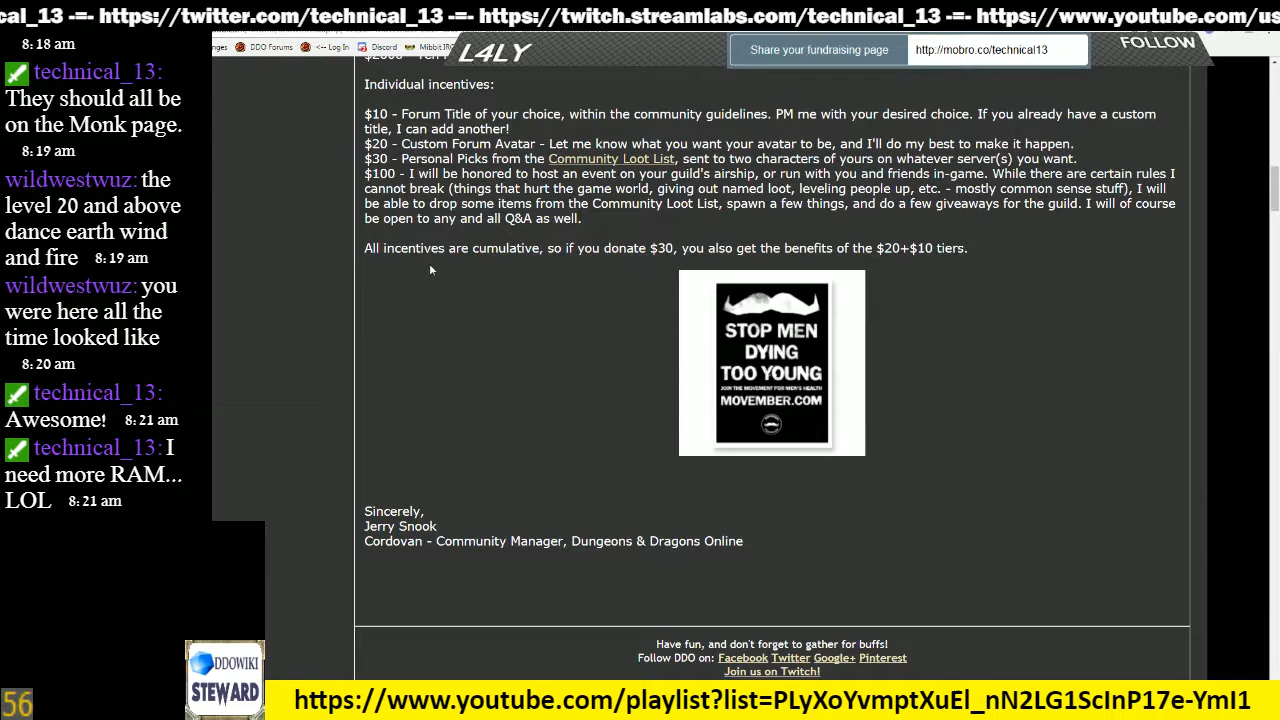 cal_13 -=- https://twitter.com/technical_13 -=- https://twitch.streamlabs.com/technical_13 -=- https://www.youtube.com/us
8:18 am
technical_13:
They should all be
on the Monk page.
8:19 am
wildwestwuz: the
level 20 and above
dance earth wind
and fire 8:19 am
wildwestwuz: you
were here all the
time looked like
8:20 am
technical_13:
Awesome! 8:21 am
technical_13: I
need more RAM...
LOL 8:21 am
DDO Forums <-- Log In Discord Mibbit IRC
L4LY
Share your fundraising page http://mobro.co/technical13
FOLLOW
Individual incentives:
$10 - Forum Title of your choice, within the community guidelines. PM me with your desired choice. If you already have a custom
title, I can add another!
$20 - Custom Forum Avatar - Let me know what you want your avatar to be, and I'll do my best to make it happen.
$30 - Personal Picks from the Community Loot List, sent to two characters of yours on whatever server(s) you want.
$100 - I will be honored to host an event on your guild's airship, or run with you and friends in-game. While there are certain rules I
cannot break (things that hurt the game world, giving out named loot, leveling people up, etc. - mostly common sense stuff), I will
be able to drop some items from the Community Loot List, spawn a few things, and do a few giveaways for the guild. I will of course
be open to any and all Q&A as well.
All incentives are cumulative, so if you donate $30, you also get the benefits of the $20+$10 tiers.
STOP MEN
DYING
TOO YOUNG
JOIN THE MOVEMENT FOR MEN'S HEALTH
MOVEMBER.COM
Sincerely,
Jerry Snook
Cordovan - Community Manager, Dungeons & Dragons Online
Have fun, and don't forget to gather for buffs!
Follow DDO on: Facebook Twitter Google+ Pinterest
Join us on Twitch!
DDOWIKI
STEWARD
56
https://www.youtube.com/playlist?list=PLyXoYvmptXuEl_nN2LG1ScInP17e-YmI1